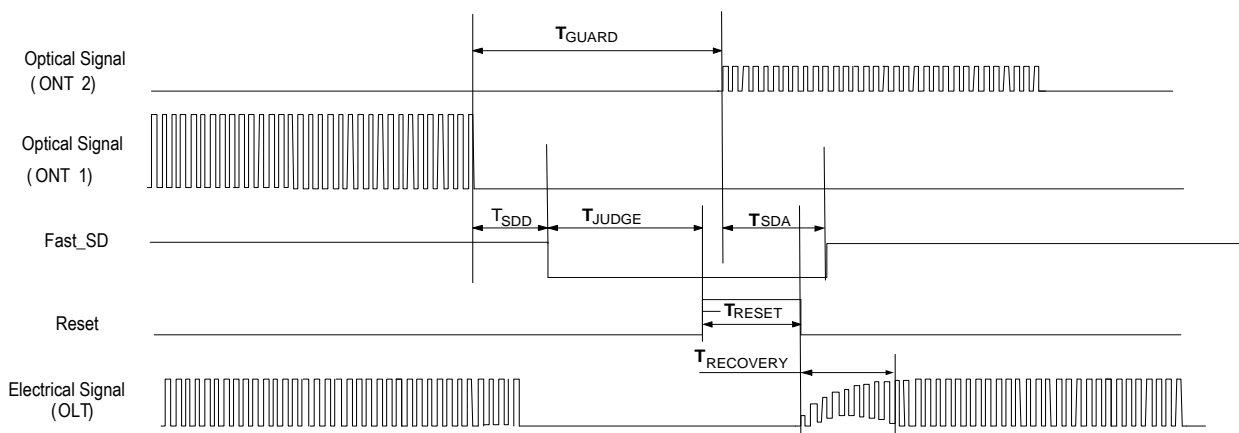 TGUARD
Optical Signal
( ONT 2)
Optical Signal
( ONT 1)
TSDD
TJUDGE
TSDA
Fast_SD
Reset
TRESET
TRECOVERY
Electrical Signal
(OLT)